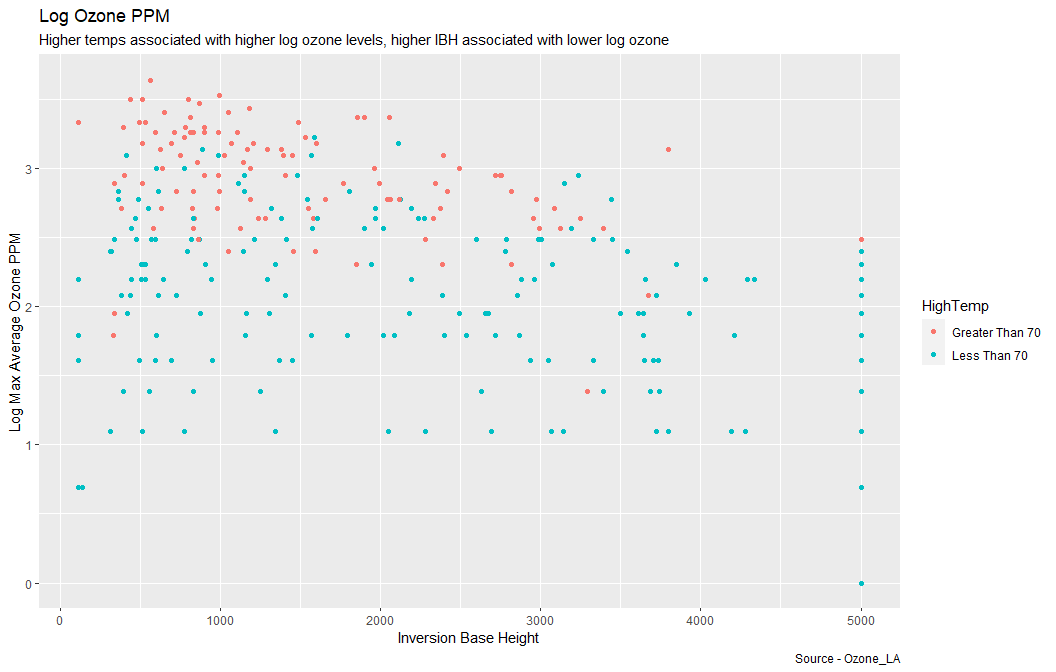 Log Ozone PPM
Higher temps associated with higher log ozone levels, higher IBH associated with lower log ozone
Log Max Average Ozone PPM
3
2
1
0
0 1000 2000 3000 4000 5000
Inversion Base Height
HighTemp
Greater Than 70
Less Than 70
Source - Ozone_LA